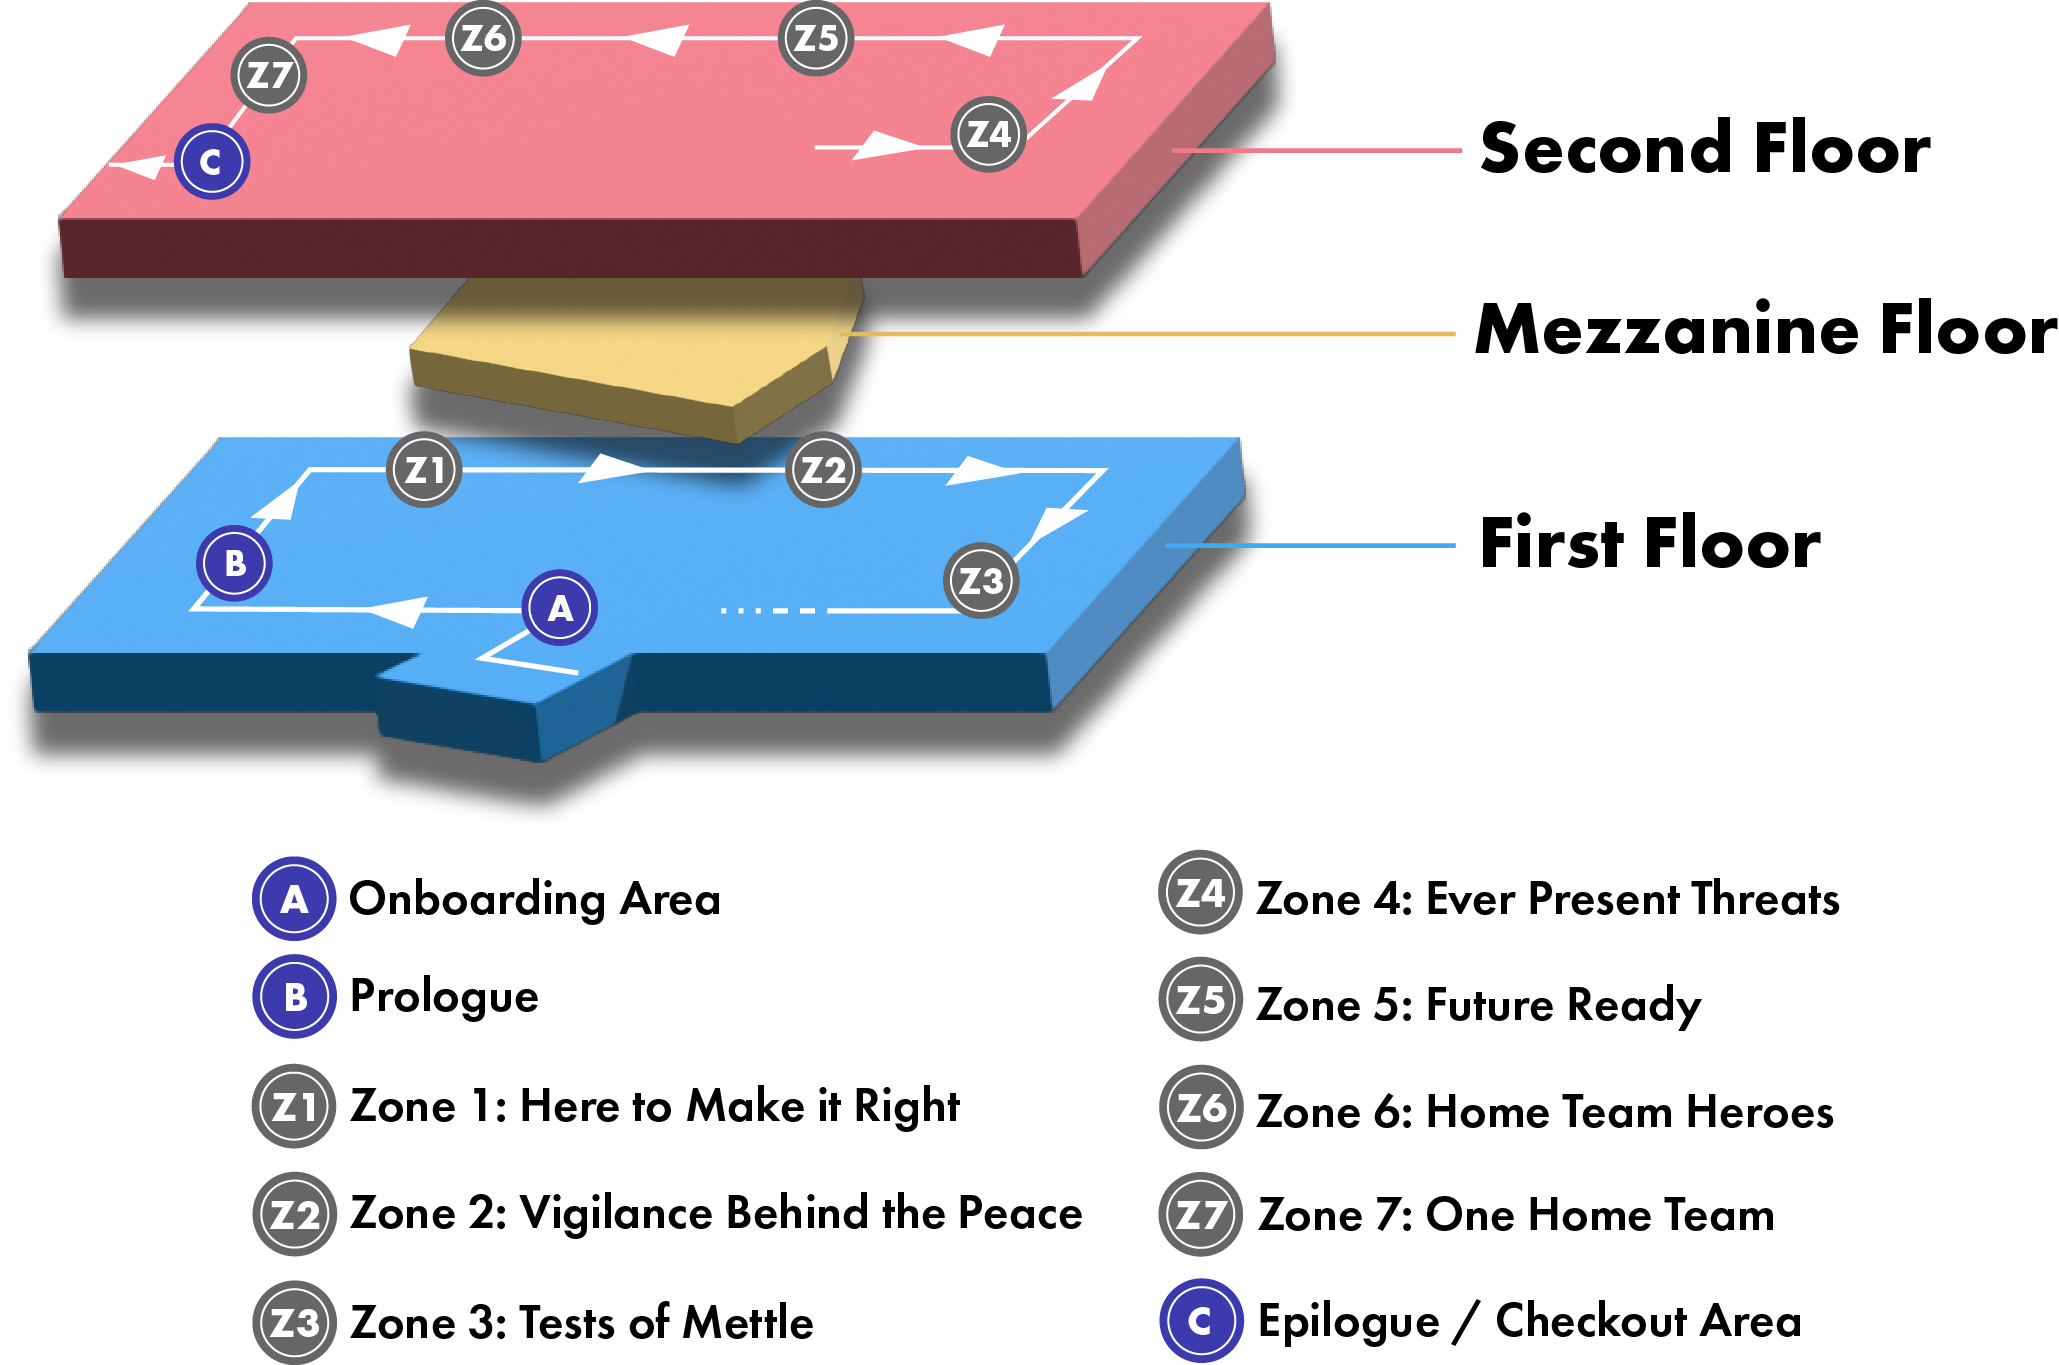 Z6
Z5
Z7
Z4
C
Second Floor
Mezzanine Floor
Z1
Z2
B
Z3
A
First Floor
A Onboarding Area
B Prologue
Z1 Zone 1: Here to Make it Right
Z2 Zone 2: Vigilance Behind the Peace
Z3 Zone 3: Tests of Mettle
Z4 Zone 4: Ever Present Threats
Z5 Zone 5: Future Ready
Z6 Zone 6: Home Team Heroes
Z7 Zone 7: One Home Team
C Epilogue / Checkout Area